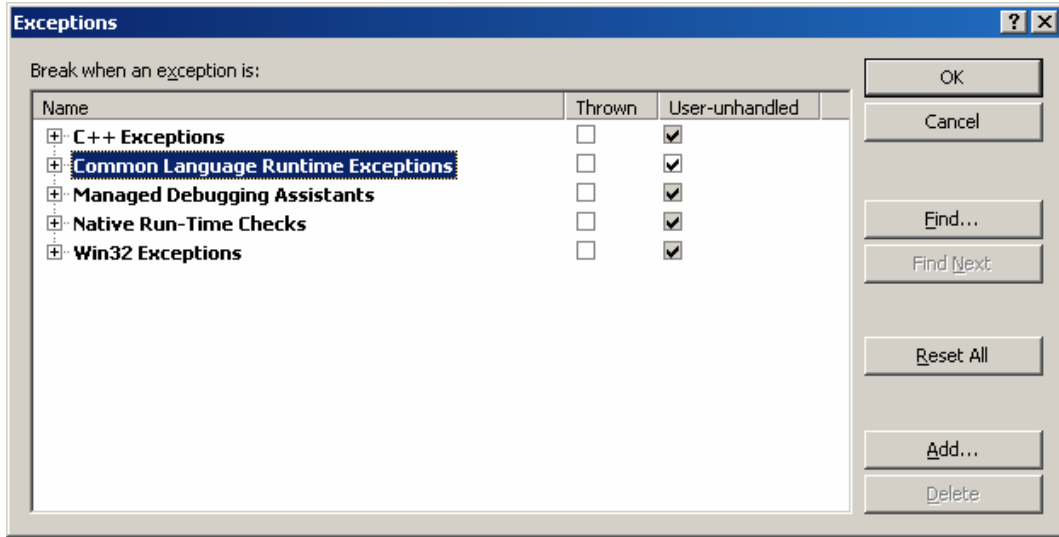 Exceptions
Break when an exception is:
Name Thrown User-unhandled
C++ Exceptions
Common Language Runtime Exceptions
Managed Debugging Assistants
Native Run-Time Checks
Win32 Exceptions
OK
Cancel
Find...
Find Next
Reset All
Add...
Delete